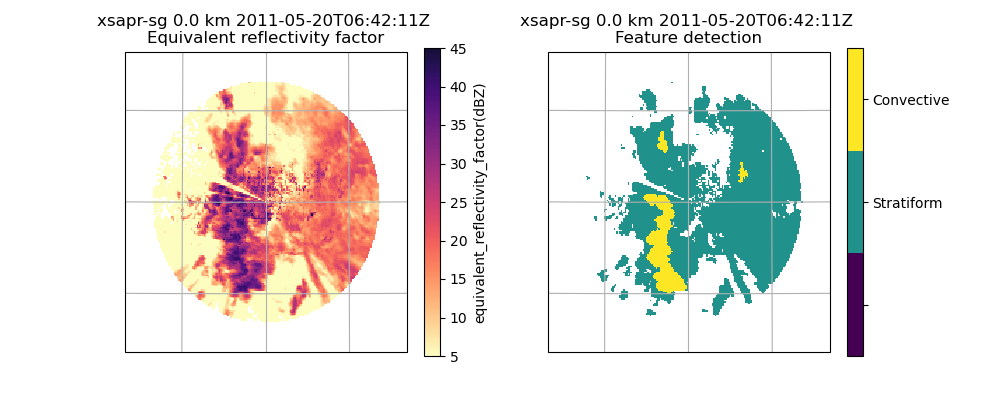 xsapr-sg 0.0 km 2011-05-20T06:42:11Z
Equivalent reflectivity factor
45
40
35
30
25
20
15
10
5
equivalent_reflectivity_factor(dBZ)
xsapr-sg 0.0 km 2011-05-20T06:42:11Z
Feature detection
Convective
Stratiform